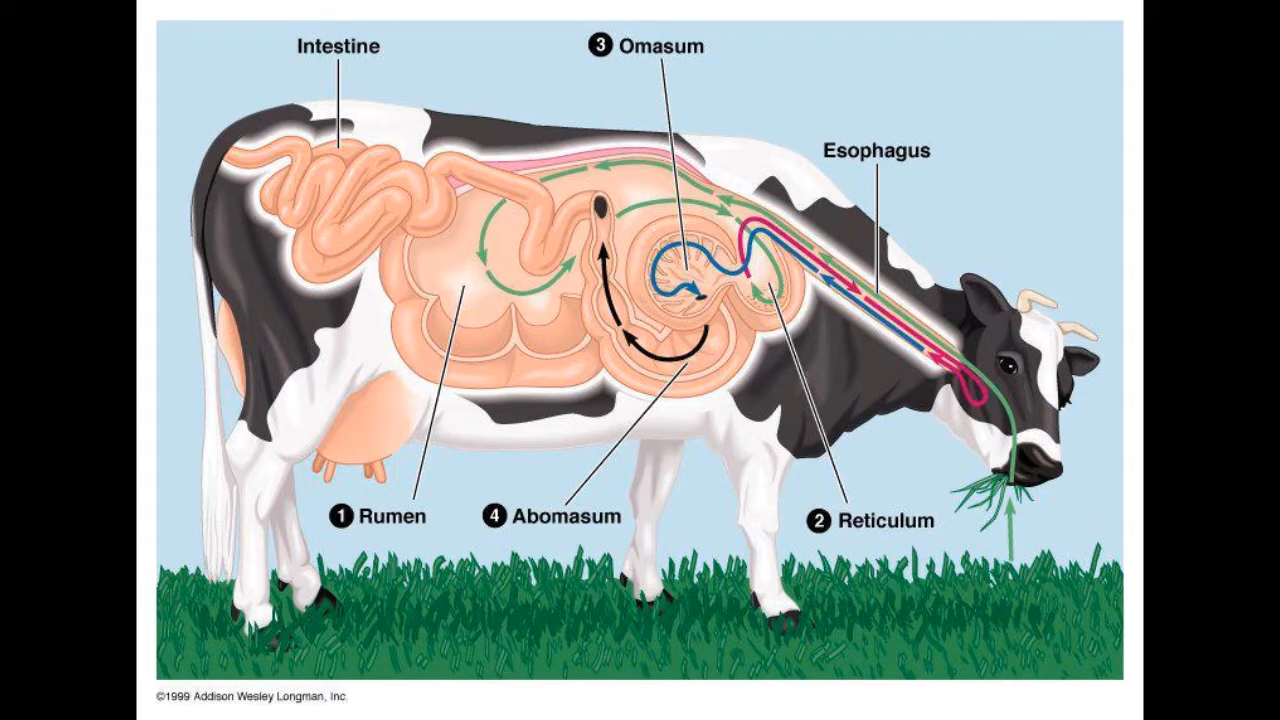 Intestine
3 Omasum
Esophagus
1 Rumen
4 Abomasum
2 Reticulum
©1999 Addison Wesley Longman, Inc.